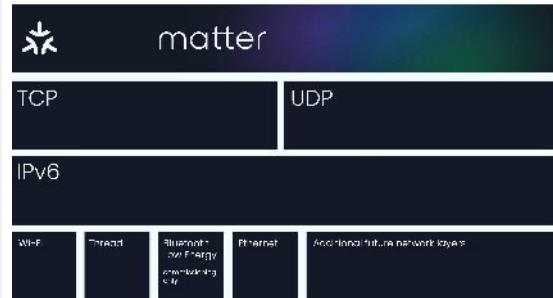 matter
TCP
UDP
IPv6
Wi-Fi
Thread
Bluetooth
Low Energy
commissioning
only
Ethernet
Additional future network layers